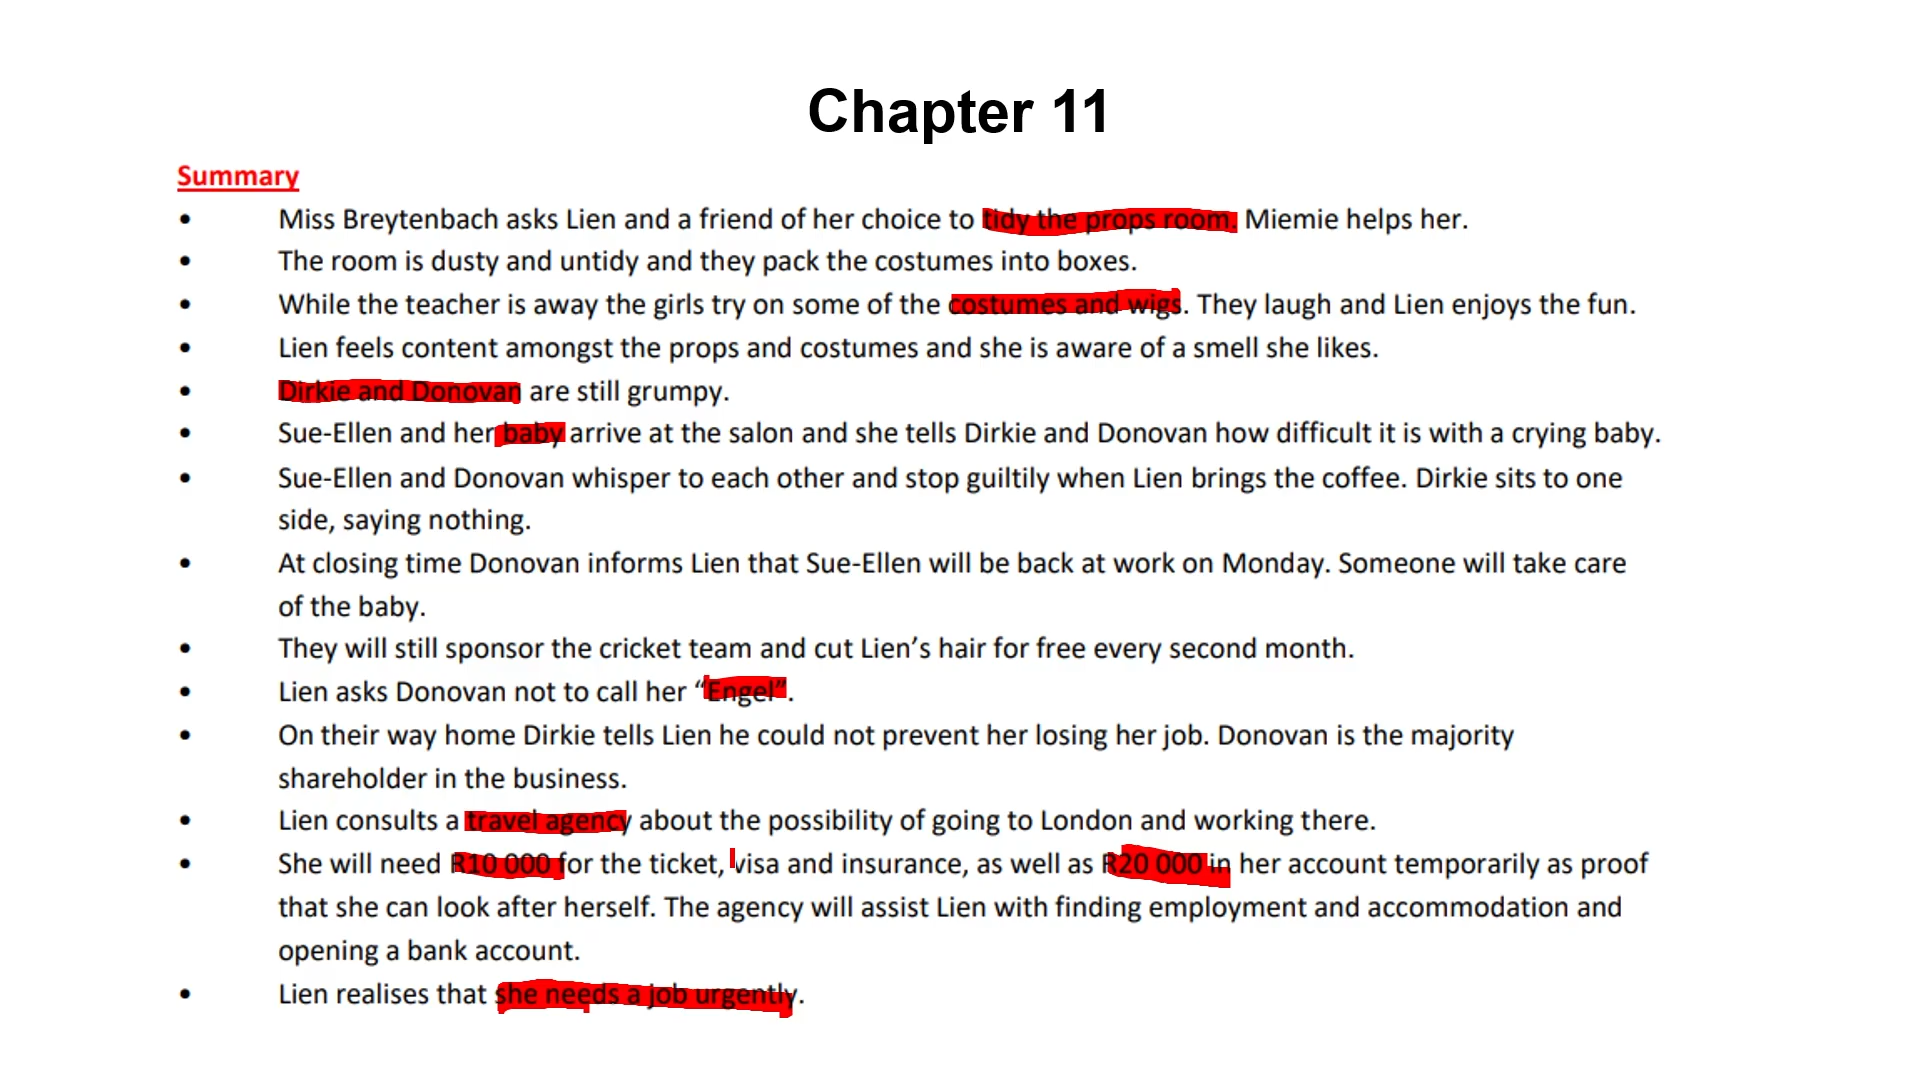 Chapter 11
Summary
• Miss Breytenbach asks Lien and a friend of her choice to tidy the props room. Miemie helps her.
• The room is dusty and untidy and they pack the costumes into boxes.
• While the teacher is away the girls try on some of the costumes and wigs. They laugh and Lien enjoys the fun.
• Lien feels content amongst the props and costumes and she is aware of a smell she likes.
• Dirkie and Donovan are still grumpy.
• Sue-Ellen and her baby arrive at the salon and she tells Dirkie and Donovan how difficult it is with a crying baby.
• Sue-Ellen and Donovan whisper to each other and stop guiltily when Lien brings the coffee. Dirkie sits to one
side, saying nothing.
• At closing time Donovan informs Lien that Sue-Ellen will be back at work on Monday. Someone will take care
of the baby.
• They will still sponsor the cricket team and cut Lien’s hair for free every second month.
• Lien asks Donovan not to call her “Engel”.
• On their way home Dirkie tells Lien he could not prevent her losing her job. Donovan is the majority
shareholder in the business.
• Lien consults a travel agency about the possibility of going to London and working there.
• She will need R10 000 for the ticket, visa and insurance, as well as R20 000 in her account temporarily as proof
that she can look after herself. The agency will assist Lien with finding employment and accommodation and
opening a bank account.
• Lien realises that she needs a job urgently.